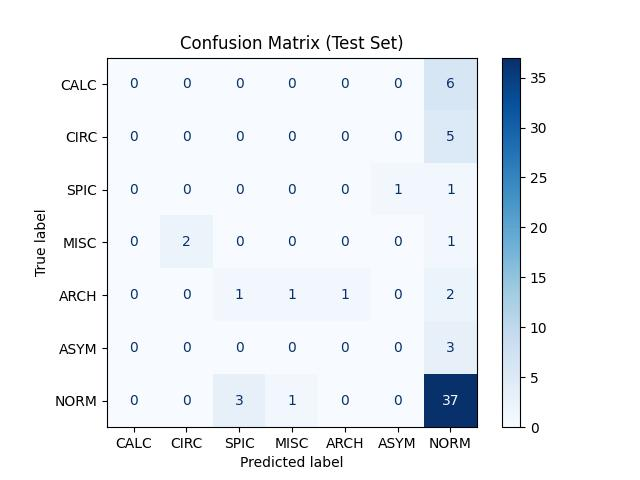 Confusion Matrix (Test Set)
CALC 0 0 0 0 0 0 6
CIRC 0 0 0 0 0 0 5
SPIC 0 0 0 0 0 1 1
MISC 0 2 0 0 0 0 1
ARCH 0 0 1 1 1 0 2
ASYM 0 0 0 0 0 0 3
NORM 0 0 3 1 0 0 37
CALC CIRC SPIC MISC ARCH ASYM NORM
Predicted label
True label
35
30
25
20
15
10
5
0